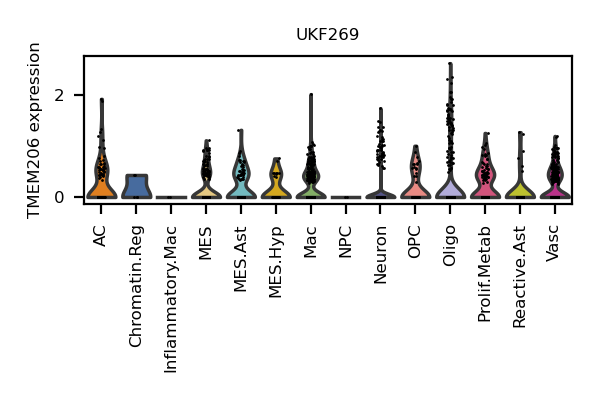 UKF269
TMEM206 expression
2
0
AC
Chromatin.Reg
Inflammatory.Mac
MES
MES.Ast
MES.Hyp
Mac
NPC
Neuron
OPC
Oligo
Prolif.Metab
Reactive.Ast
Vasc